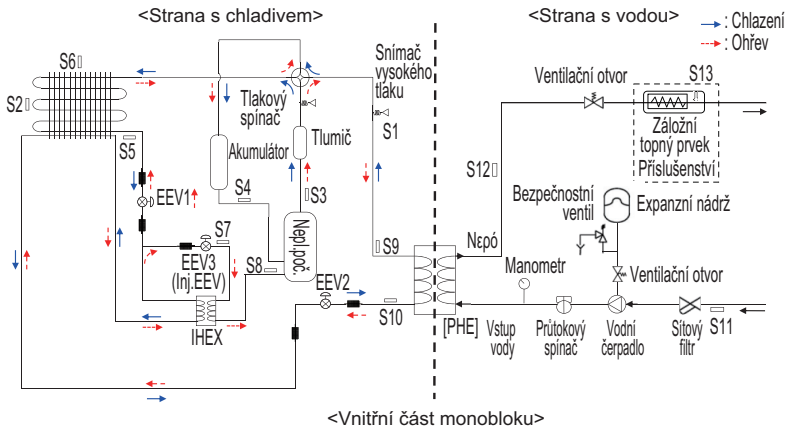 <Strana s chladivem>
<Strana s vodou>
: Chlazení
: Ohřev
S6
S2
S5
EEV1
S7
EEV3
(Inj.EEV)
IHEX
Tlakový
spínač
Akumulátor
S4
S8
Tlumič
S3
Nepl.poč.
Snímač
vysokého
tlaku
S1
S9
EEV2
S10
[PHE]
Ventilační otvor
S13
Záložní
topný prvek
Příslušenství
S12
Bezpečnostní
ventil
Expanzní nádrž
Νερό
Manometr
Ventilační otvor
Vstup
vody
Průtokový
spínač
Vodní
čerpadlo
Sítový
filtr
S11
<Vnitřní část monobloku>